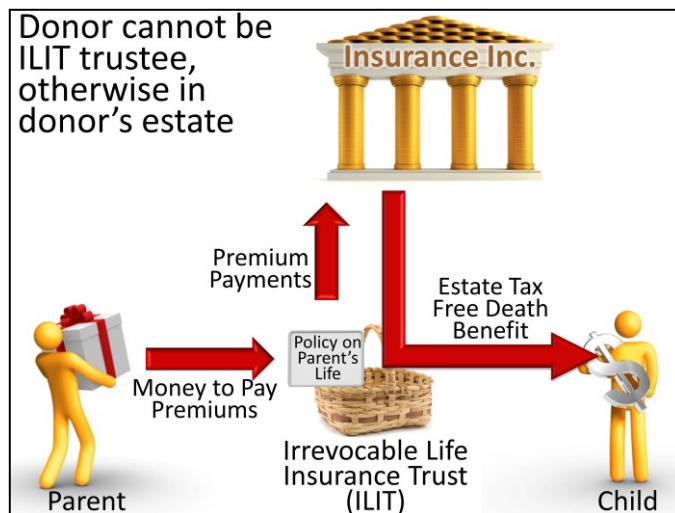 Donor cannot be
ILIT trustee,
otherwise in
donor's estate
Insurance Inc.
Premium
Payments
Estate Tax
Free Death
Benefit
Policy on
Parent's
Life
Money to Pay
Premiums
Irrevocable Life
Insurance Trust
(ILIT)
Parent
Child
$